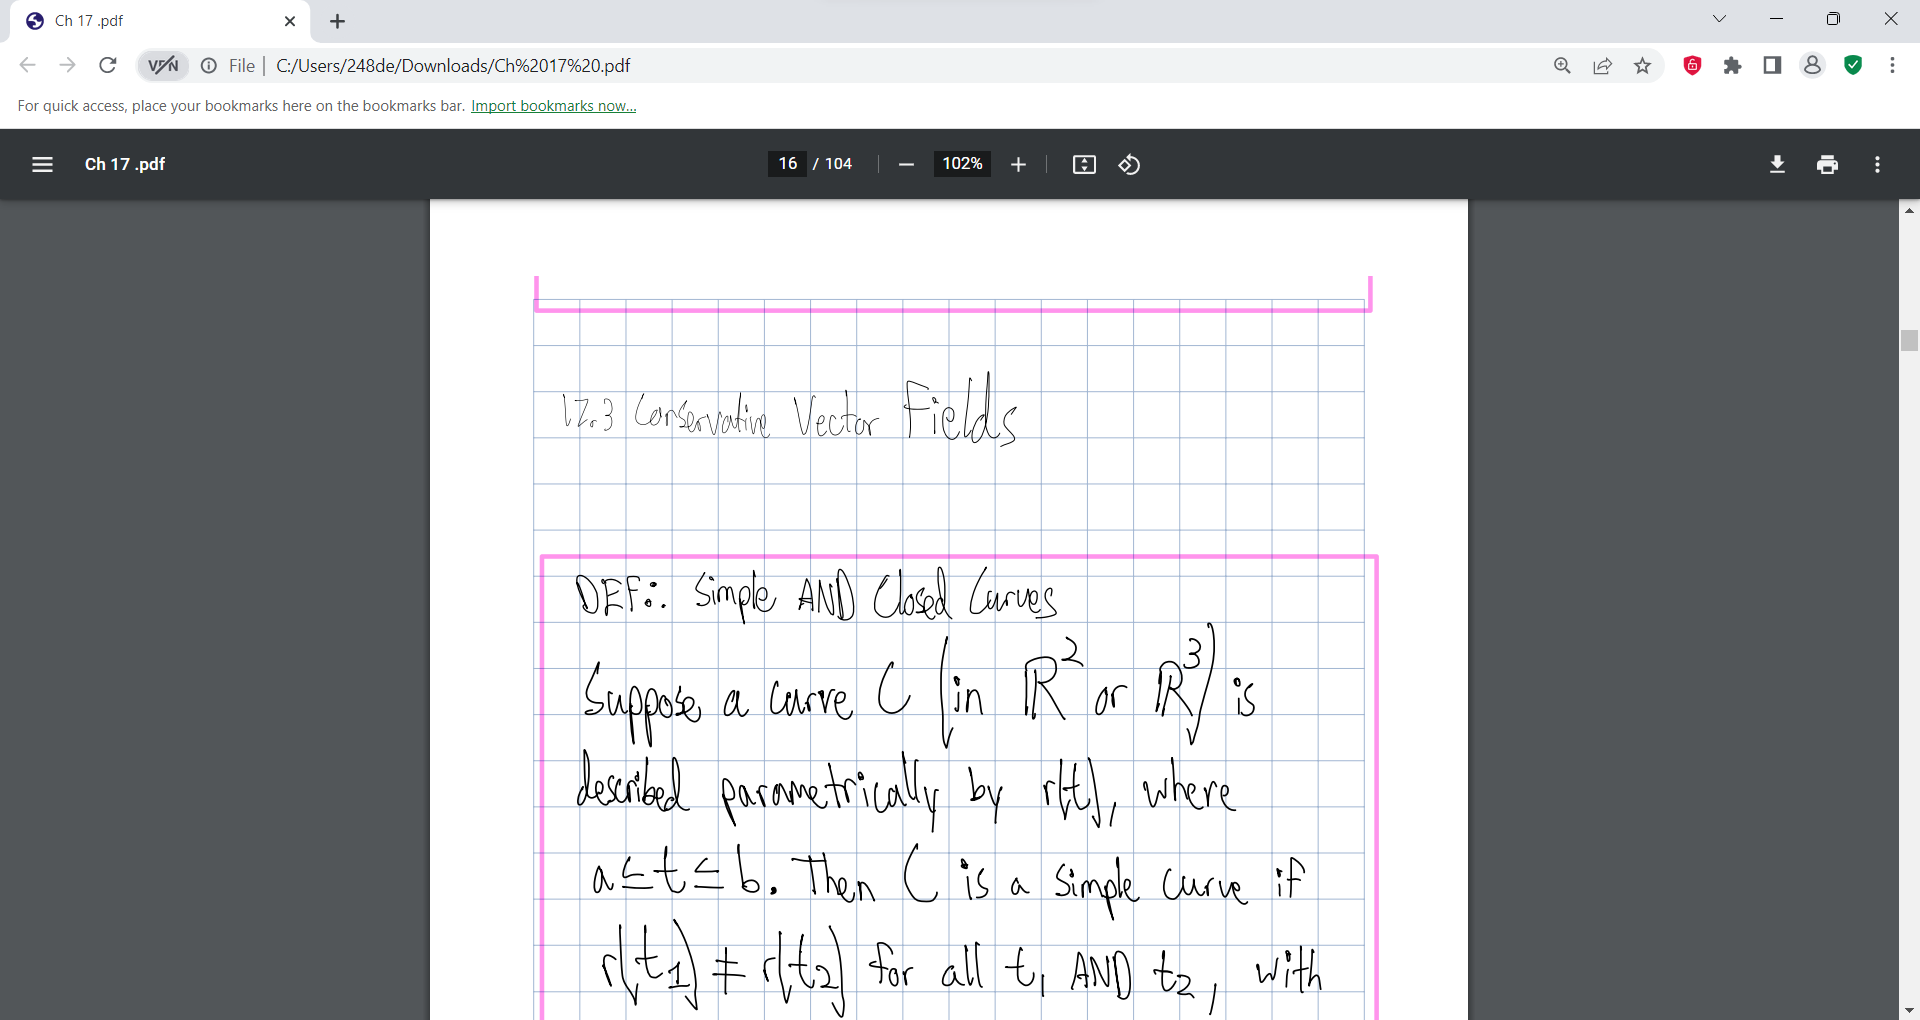 Ch 17 .pdf
File C:/Users/248de/Downloads/Ch%2017%20.pdf
For quick access, place your bookmarks here on the bookmarks bar. Import bookmarks now...
Ch 17 .pdf 16 / 104 102%
17.3 Conservative Vector Fields
DEF:. Simple AND Closed Curves
Suppose a curve C (in ℝ² or ℝ³) is
described parametrically by r(t), where
a ≤ t ≤ b. Then C is a simple curve if
r(t₁) ≠ r(t₂) for all t₁ AND t₂, with